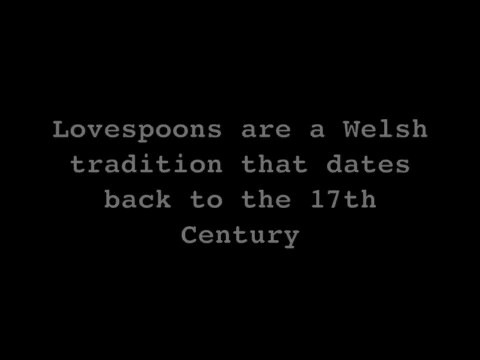 Lovespoons are a Welsh
tradition that dates
back to the 17th
Century